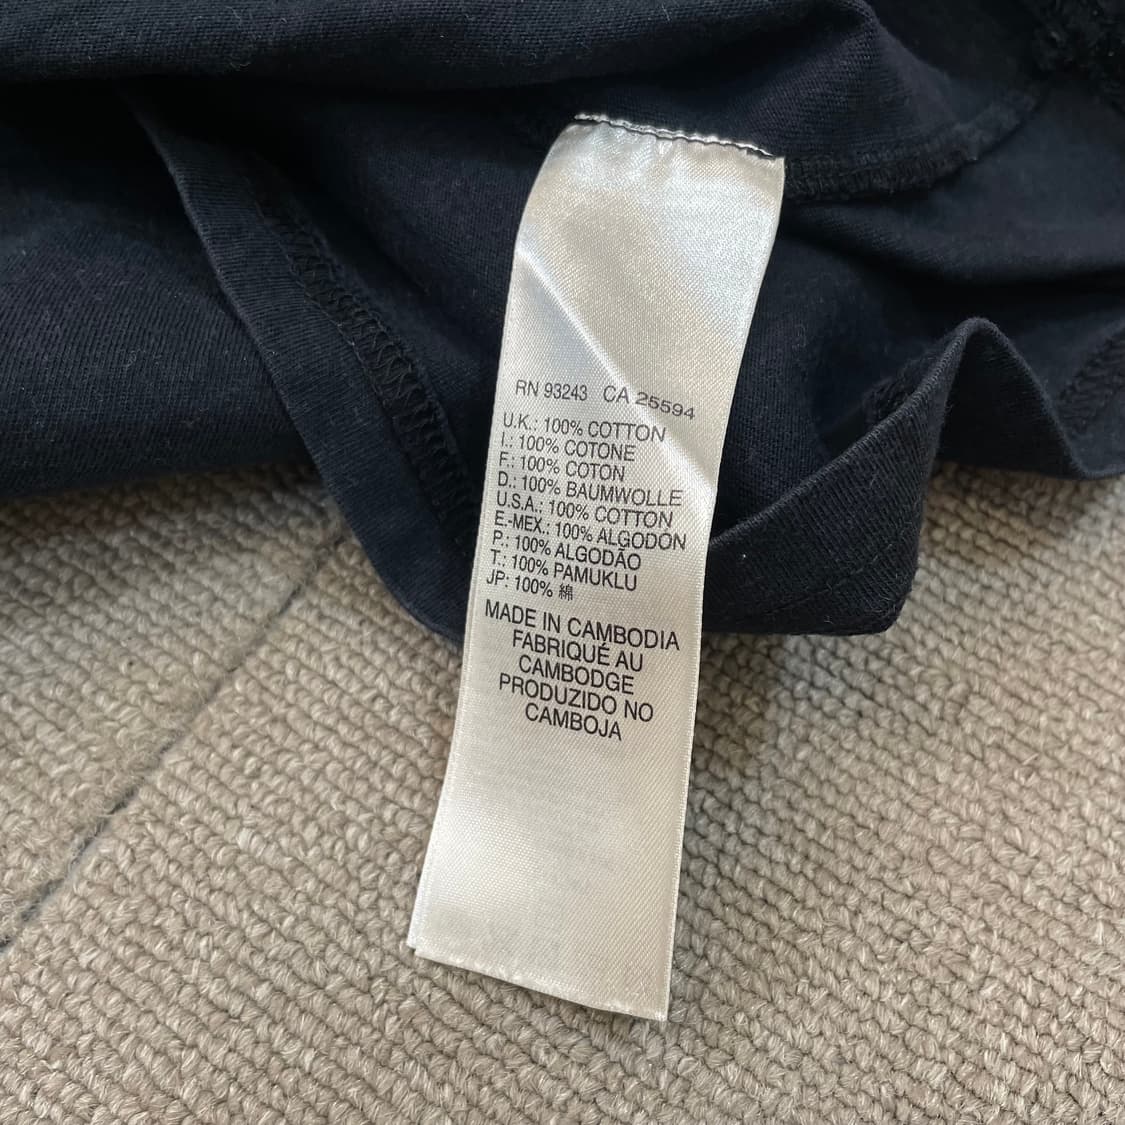 RN 93243 CA 25594
U.K.: 100% COTTON
I.: 100% COTONE
F.: 100% COTON
D.: 100% BAUMWOLLE
U.S.A.: 100% COTTON
E.-MEX.: 100% ALGODÓN
P.: 100% ALGODÃO
T.: 100% PAMUKLU
JP: 100% 綿
MADE IN CAMBODIA
FABRIQUÉ AU
CAMBODGE
PRODUZIDO NO
CAMBOJA